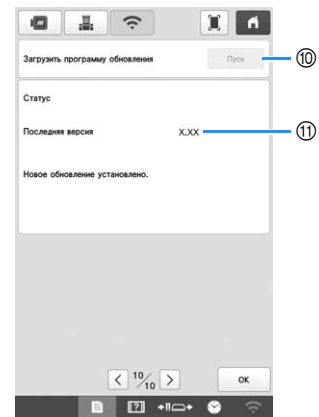 Загрузить программу обновления Пуск ⑩
Статус
Последняя версия X.XX ⑪
Новое обновление установлено.
10/10
OK